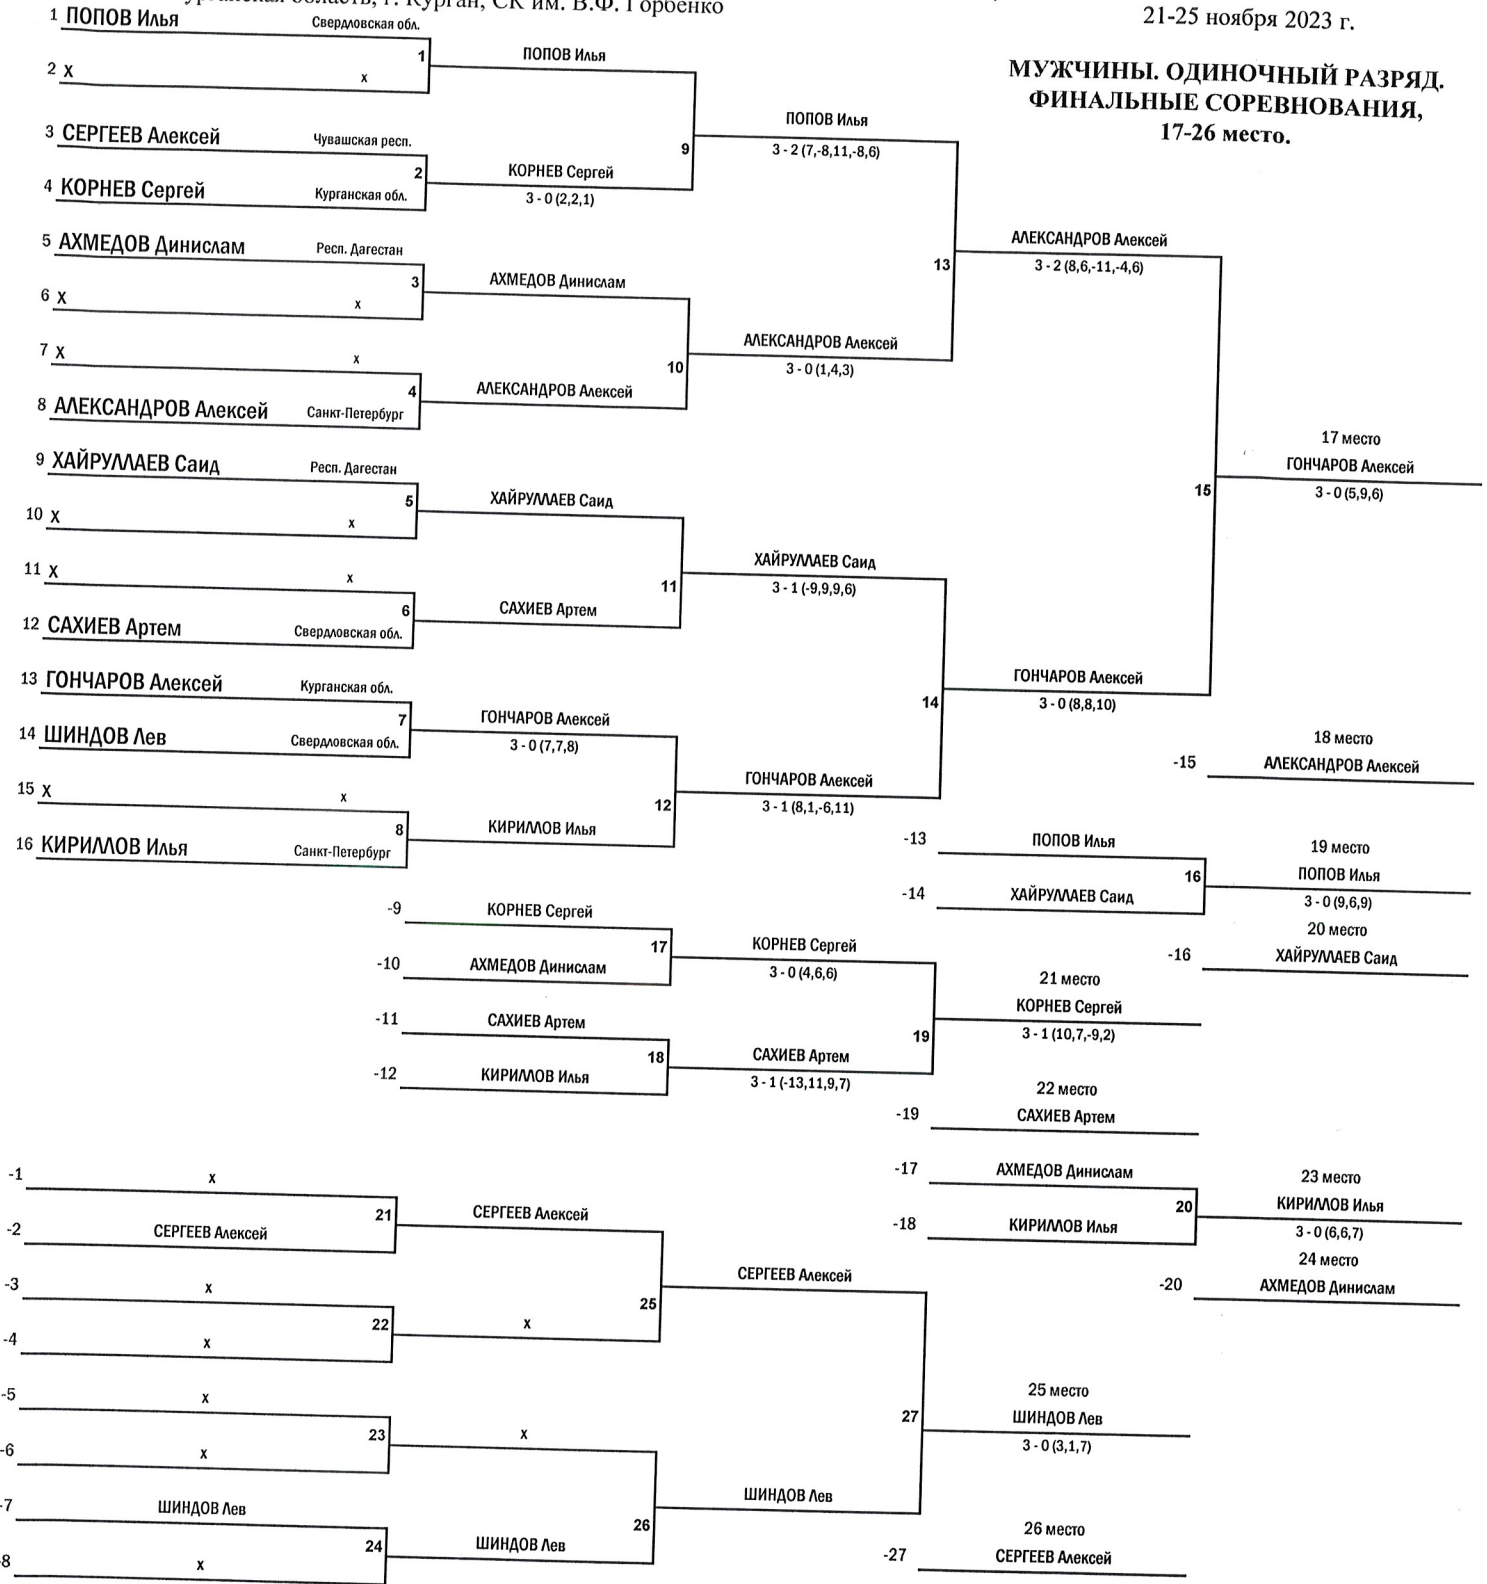 Курган, СК им. В.Ф. Горбенко
21-25 ноября 2023 г.
МУЖЧИНЫ. ОДИНОЧНЫЙ РАЗРЯД.
ФИНАЛЬНЫЕ СОРЕВНОВАНИЯ,
17-26 место.
1 ПОПОВ Илья Свердловская обл.
1 ПОПОВ Илья
2 X x
3 СЕРГЕЕВ Алексей Чувашская респ.
9 ПОПОВ Илья
3 - 2 (7,-8,11,-8,6)
2 КОРНЕВ Сергей
3 - 0 (2,2,1)
4 КОРНЕВ Сергей Курганская обл.
5 АХМЕДОВ Динислам Респ. Дагестан
13 АЛЕКСАНДРОВ Алексей
3 - 2 (8,6,-11,-4,6)
3 АХМЕДОВ Динислам
6 X x
7 X x
10 АЛЕКСАНДРОВ Алексей
3 - 0 (1,4,3)
4 АЛЕКСАНДРОВ Алексей
8 АЛЕКСАНДРОВ Алексей Санкт-Петербург
9 ХАЙРУЛЛАЕВ Саид Респ. Дагестан
17 место
15 ГОНЧАРОВ Алексей
3 - 0 (5,9,6)
5 ХАЙРУЛЛАЕВ Саид
10 X x
11 X x
11 ХАЙРУЛЛАЕВ Саид
3 - 1 (-9,9,9,6)
6 САХИЕВ Артем
12 САХИЕВ Артем Свердловская обл.
13 ГОНЧАРОВ Алексей Курганская обл.
14 ГОНЧАРОВ Алексей
3 - 0 (8,8,10)
7 ГОНЧАРОВ Алексей
3 - 0 (7,7,8)
14 ШИНДОВ Лев Свердловская обл.
18 место
-15 АЛЕКСАНДРОВ Алексей
15 X x
12 ГОНЧАРОВ Алексей
3 - 1 (8,1,-6,11)
8 КИРИЛЛОВ Илья
16 КИРИЛЛОВ Илья Санкт-Петербург
-13 ПОПОВ Илья
19 место
16 ПОПОВ Илья
3 - 0 (9,6,9)
-14 ХАЙРУЛЛАЕВ Саид
20 место
-16 ХАЙРУЛЛАЕВ Саид
-9 КОРНЕВ Сергей
17 КОРНЕВ Сергей
3 - 0 (4,6,6)
-10 АХМЕДОВ Динислам
21 место
19 КОРНЕВ Сергей
3 - 1 (10,7,-9,2)
-11 САХИЕВ Артем
18 САХИЕВ Артем
3 - 1 (-13,11,9,7)
-12 КИРИЛЛОВ Илья
22 место
-19 САХИЕВ Артем
-17 АХМЕДОВ Динислам
23 место
20 КИРИЛЛОВ Илья
3 - 0 (6,6,7)
-18 КИРИЛЛОВ Илья
24 место
-20 АХМЕДОВ Динислам
-1 x
21 СЕРГЕЕВ Алексей
-2 СЕРГЕЕВ Алексей
25 СЕРГЕЕВ Алексей
-3 x
22 x
-4 x
-5 x
25 место
27 ШИНДОВ Лев
3 - 0 (3,1,7)
23 x
-6 x
26 ШИНДОВ Лев
-7 ШИНДОВ Лев
24 ШИНДОВ Лев
-8 x
26 место
-27 СЕРГЕЕВ Алексей